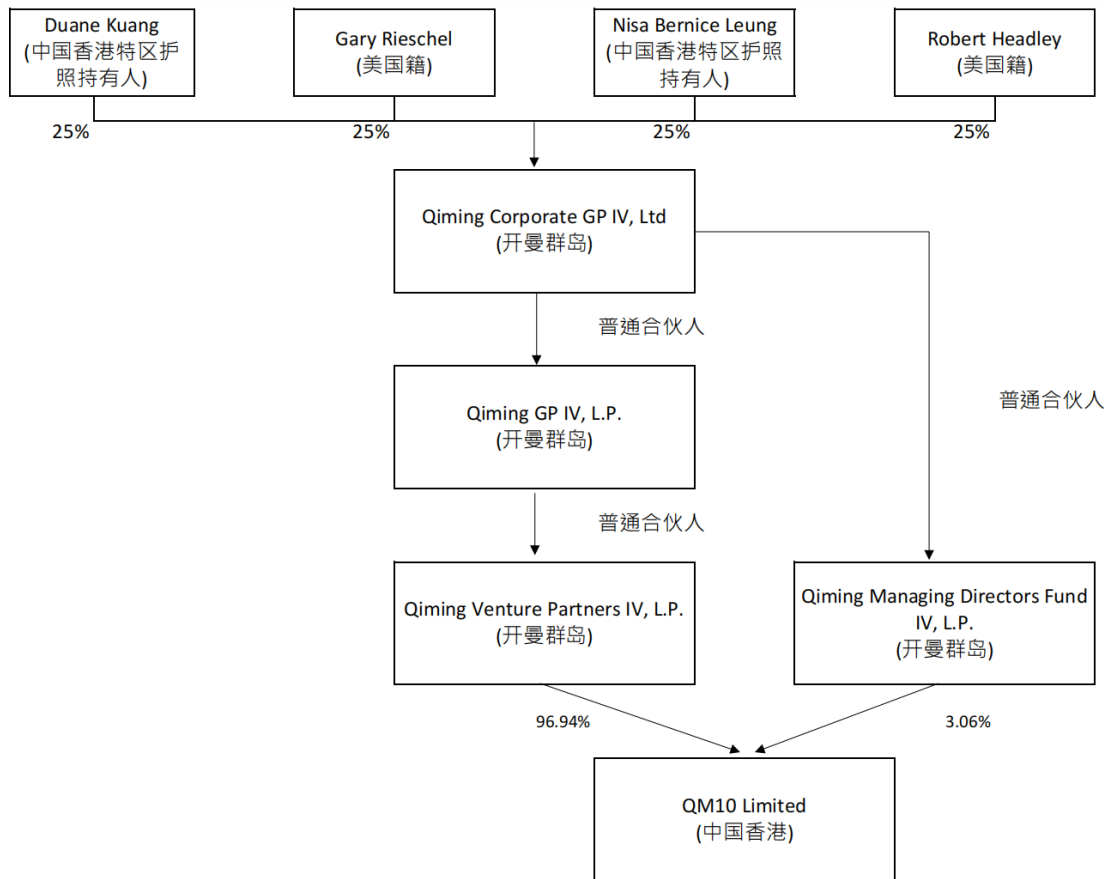 Duane Kuang
(中国香港特区护
照持有人)
Gary Rieschel
(美国籍)
Nisa Bernice Leung
(中国香港特区护照
持有人)
Robert Headley
(美国籍)
25%
25%
25%
25%
Qiming Corporate GP IV, Ltd
(开曼群岛)
普通合伙人
普通合伙人
Qiming GP IV, L.P.
(开曼群岛)
普通合伙人
Qiming Venture Partners IV, L.P.
(开曼群岛)
Qiming Managing Directors Fund
IV, L.P.
(开曼群岛)
96.94%
3.06%
QM10 Limited
(中国香港)